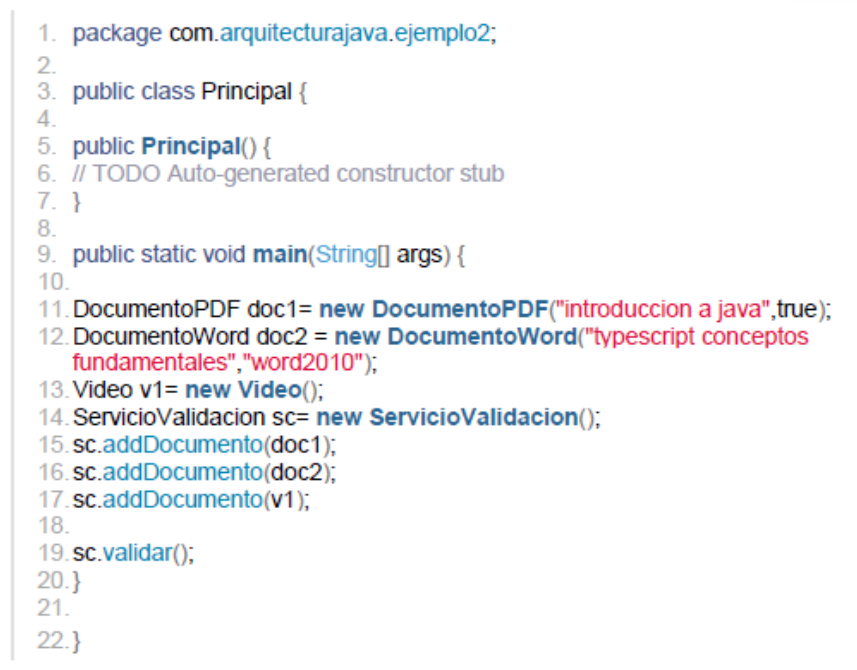 1. package com.arquitecturajava.ejemplo2;
2.
3. public class Principal {
4.
5. public Principal() {
6. // TODO Auto-generated constructor stub
7. }
8.
9. public static void main(String[] args) {
10.
11. DocumentoPDF doc1= new DocumentoPDF("introduccion a java",true);
12. DocumentoWord doc2 = new DocumentoWord("typescript conceptos
fundamentales","word2010");
13. Video v1= new Video();
14. ServicioValidacion sc= new ServicioValidacion();
15. sc.addDocumento(doc1);
16. sc.addDocumento(doc2);
17. sc.addDocumento(v1);
18.
19. sc.validar();
20. }
21.
22. }